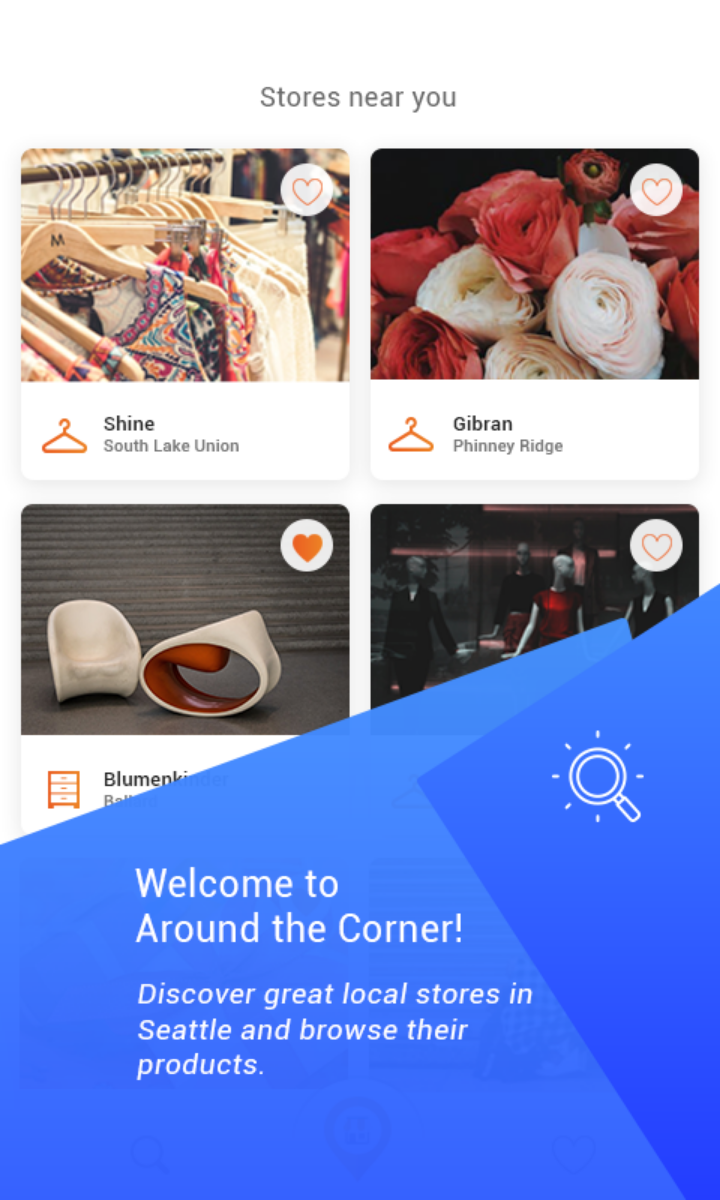 Stores near you
M
Shine
South Lake Union
Gibran
Phinney Ridge
Blumenkinder
Welcome to
Around the Corner!
Discover great local stores in
Seattle and browse their
products.